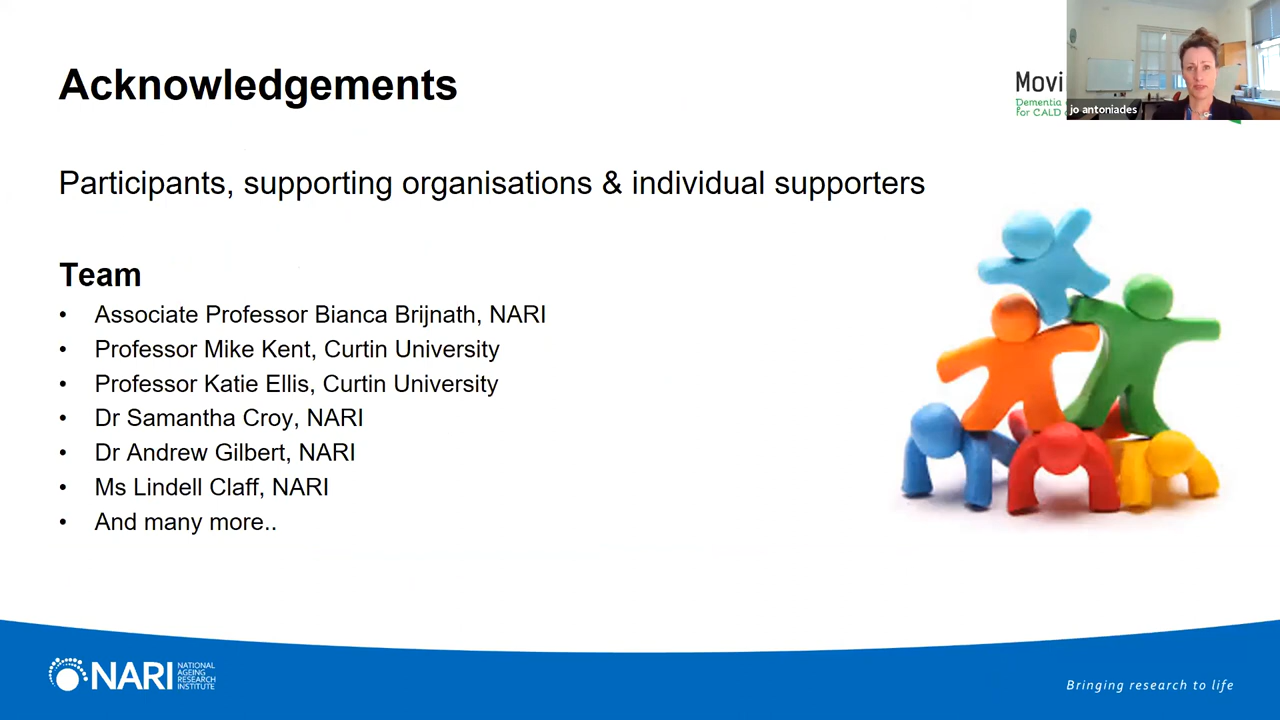 Acknowledgements
Movi
Dementia
for CALD
jo antoniades
Participants, supporting organisations & individual supporters
Team
• Associate Professor Bianca Brijnath, NARI
• Professor Mike Kent, Curtin University
• Professor Katie Ellis, Curtin University
• Dr Samantha Croy, NARI
• Dr Andrew Gilbert, NARI
• Ms Lindell Claff, NARI
• And many more..
NARI
NATIONAL
AGEING
RESEARCH
INSTITUTE
Bringing research to life